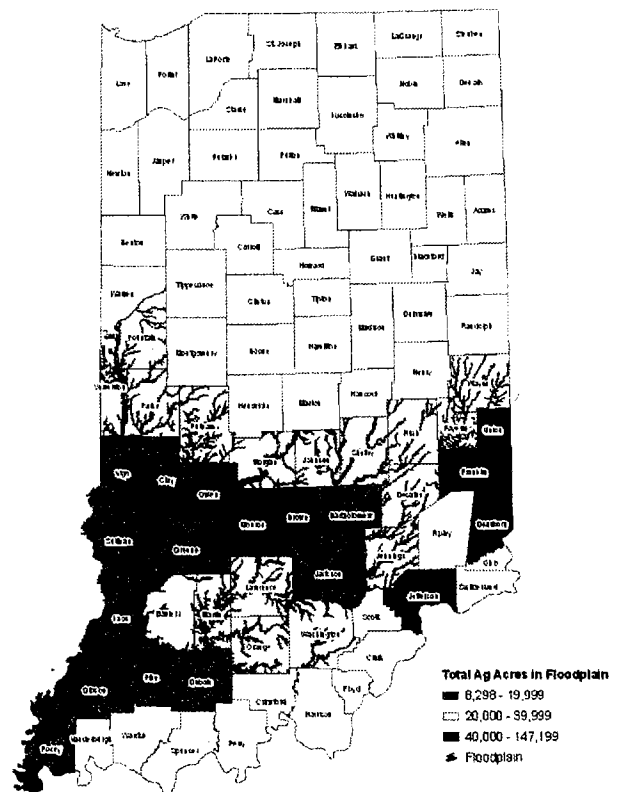 LaPorte
St. Joseph
Elkhart
LaGrange
Steuben
Lake
Porter
Noble
DeKalb
Marshall
Starke
Kosciusko
Whitley
Allen
Newton
Jasper
Pulaski
Fulton
Wabash
Huntington
Miami
Cass
White
Wells
Adams
Benton
Carroll
Howard
Grant
Blackford
Jay
Warren
Tippecanoe
Clinton
Tipton
Madison
Delaware
Randolph
Fountain
Montgomery
Boone
Hamilton
Henry
Wayne
Parke
Hendricks
Marion
Hancock
Putnam
Morgan
Johnson
Shelby
Rush
Union
Franklin
Vigo
Clay
Owen
Monroe
Brown
Bartholomew
Decatur
Dearborn
Ripley
Sullivan
Greene
Jackson
Jennings
Ohio
Switzerland
Jefferson
Lawrence
Knox
Daviess
Martin
Orange
Washington
Scott
Clark
Gibson
Pike
Dubois
Crawford
Floyd
Harrison
Posey
Vanderburgh
Warrick
Spencer
Perry
Total Ag Acres in Floodplain
8,298 - 19,999
20,000 - 39,999
40,000 - 147,199
Floodplain